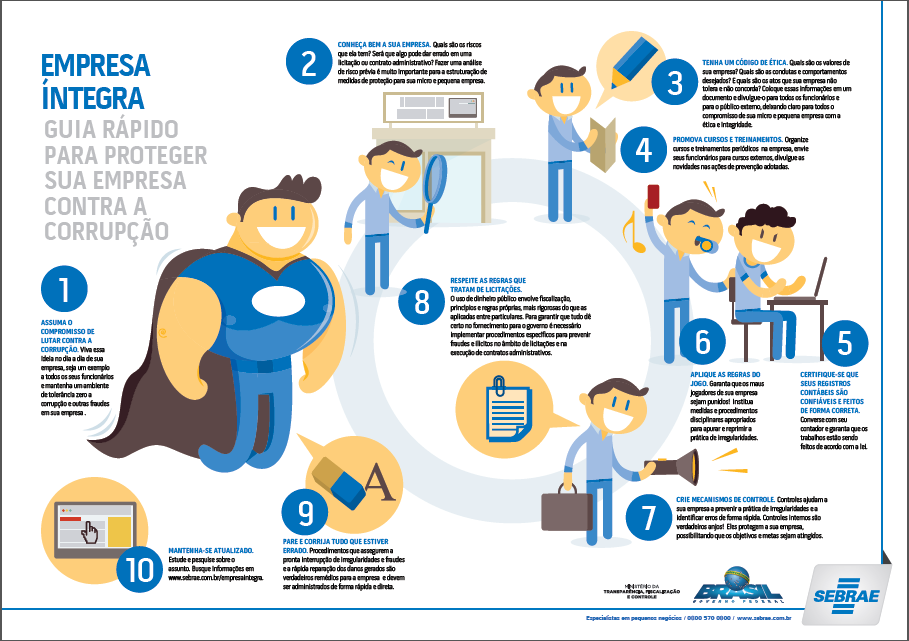 EMPRESA
ÍNTEGRA
GUIA RÁPIDO
PARA PROTEGER
SUA EMPRESA
CONTRA A
CORRUPÇÃO
1
ASSUMA O
COMPROMISSO DE
LUTAR CONTRA A
CORRUPÇÃO. Viva essa
ideia no dia a dia de sua
empresa, seja um exemplo
a todos os seus funcionários
e mantenha um ambiente
de tolerância zero a
corrupção e outras fraudes
em sua empresa .
2
CONHEÇA BEM A SUA EMPRESA. Quais são os riscos
que ela tem? Será que algo pode dar errado em uma
licitação ou contrato administrativo? Fazer uma análise
de risco prévia é muito importante para a estruturação de
medidas de proteção para sua micro e pequena empresa.
3
TENHA UM CÓDIGO DE ÉTICA. Quais são os valores de
sua empresa? Quais são as condutas e comportamentos
desejados? E quais são os atos que sua empresa não
tolera e não concorda? Coloque essas informações em um
documento e divulgue-o para todos os funcionários e
para o público externo, deixando claro para todos o
compromisso de sua micro e pequena empresa com a
ética e integridade.
4
PROMOVA CURSOS E TREINAMENTOS. Organize
cursos e treinamentos periódicos na empresa, envie
seus funcionários para cursos externos, divulgue as
novidades nas ações de prevenção adotadas.
5
CERTIFIQUE-SE QUE
SEUS REGISTROS
CONTÁBEIS SÃO
CONFIÁVEIS E FEITOS
DE FORMA CORRETA.
Converse com seu
contador e garanta que os
trabalhos estão sendo
feitos de acordo com a lei.
6
APLIQUE AS REGRAS DO
JOGO. Garanta que os maus
jogadores de sua empresa
sejam punidos! Institua
medidas e procedimentos
disciplinares apropriados
para apurar e reprimir a
prática de irregularidades.
7
CRIE MECANISMOS DE CONTROLE. Controles ajudam a
sua empresa a prevenir a prática de irregularidades e a
identificar erros de forma rápida. Controles internos são
verdadeiros anjos! Eles protegem a sua empresa,
possibilitando que os objetivos e metas sejam atingidos.
8
RESPEITE AS REGRAS QUE
TRATAM DE LICITAÇÕES.
O uso de dinheiro público envolve fiscalização,
princípios e regras próprias, mais rigorosas do que as
aplicadas entre particulares. Para garantir que tudo dê
certo no fornecimento para o governo é necessário
implementar procedimentos específicos para prevenir
fraudes e ilícitos no âmbito de licitações e na
execução de contratos administrativos.
9
A
PARE E CORRIJA TUDO QUE ESTIVER
ERRADO. Procedimentos que assegurem a
pronta interrupção de irregularidades e fraudes
e a rápida reparação dos danos gerados são
verdadeiros remédios para a empresa e devem
ser administrados de forma rápida e direta.
10
MANTENHA-SE ATUALIZADO.
Estude e pesquise sobre o
assunto. Busque informações em
www.sebrae.com.br/empresaintegra.
MINISTÉRIO DA
TRANSPARÊNCIA, FISCALIZAÇÃO
E CONTROLE
BRASIL
GOVERNO FEDERAL
SEBRAE
Especialistas em pequenos negócios / 0800 570 0800 / www.sebrae.com.br